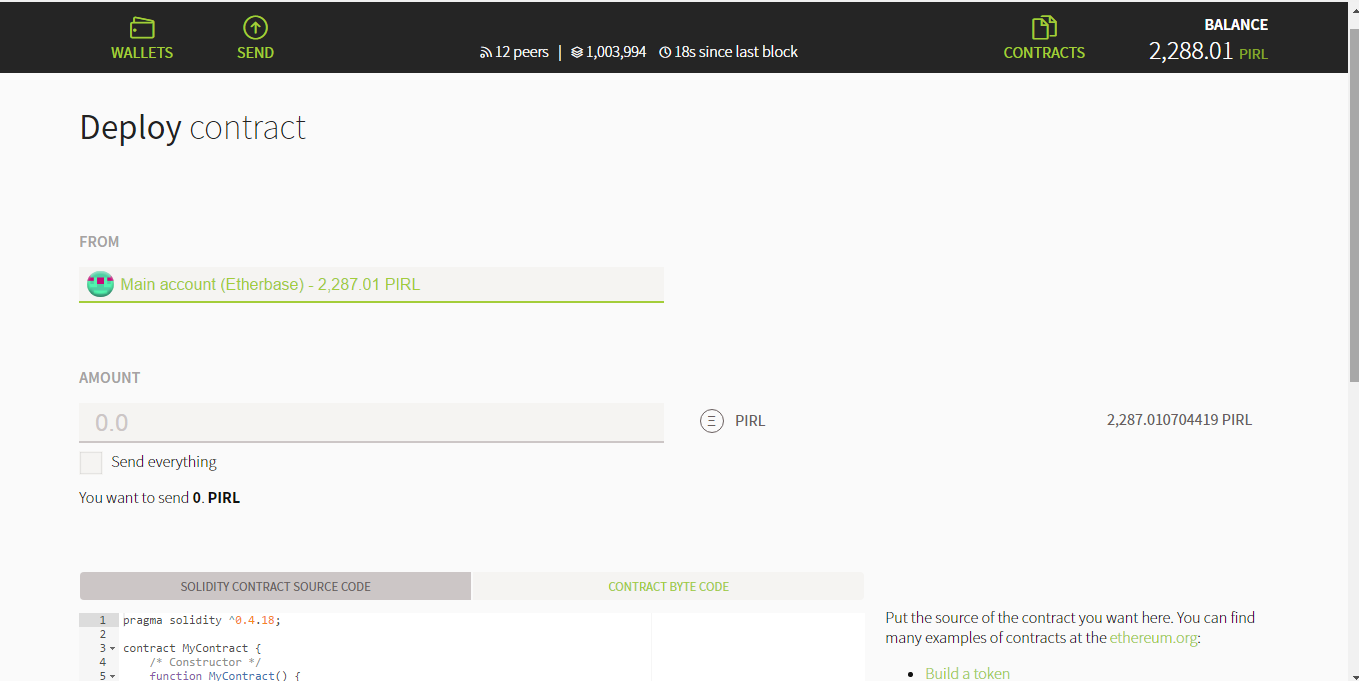 WALLETS
SEND
12 peers | 1,003,994 18s since last block
CONTRACTS
BALANCE
2,288.01 PIRL
Deploy contract
FROM
Main account (Etherbase) - 2,287.01 PIRL
AMOUNT
0.0
PIRL
2,287.010704419 PIRL
Send everything
You want to send 0. PIRL
SOLIDITY CONTRACT SOURCE CODE
CONTRACT BYTE CODE
1 pragma solidity ^0.4.18;
2
3 contract MyContract {
4 /* Constructor */
5 function MyContract() {
Put the source of the contract you want here. You can find
many examples of contracts at the ethereum.org:
• Build a token